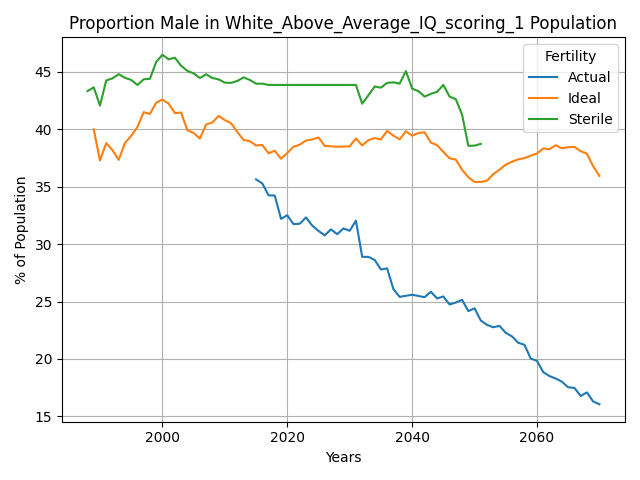 Proportion Male in White_Above_Average_IQ_scoring_1 Population
Fertility
Actual
Ideal
Sterile
% of Population
45
40
35
30
25
20
15
2000
2020
2040
2060
Years